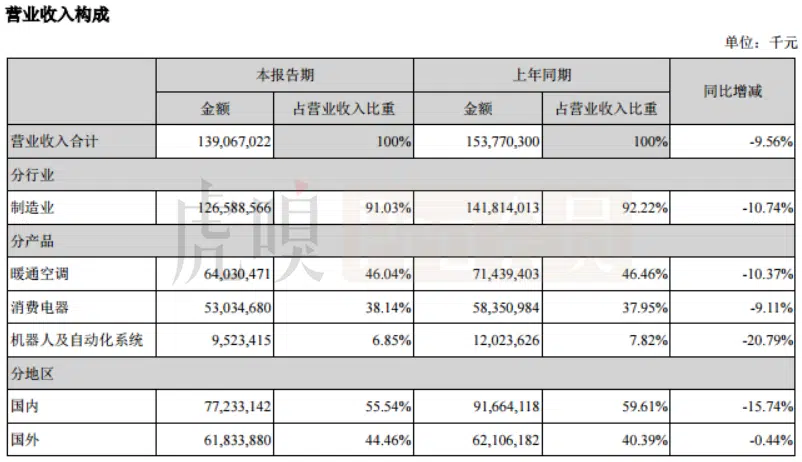 营业收入构成
单位：千元
本报告期 上年同期 同比增减
金额 占营业收入比重 金额 占营业收入比重
营业收入合计 139,067,022 100% 153,770,300 100% -9.56%
分行业
制造业 126,588,566 91.03% 141,814,013 92.22% -10.74%
分产品
暖通空调 64,030,471 46.04% 71,439,403 46.46% -10.37%
消费电器 53,034,680 38.14% 58,350,984 37.95% -9.11%
机器人及自动化系统 9,523,415 6.85% 12,023,626 7.82% -20.79%
分地区
国内 77,233,142 55.54% 91,664,118 59.61% -15.74%
国外 61,833,880 44.46% 62,106,182 40.39% -0.44%
虎嗅